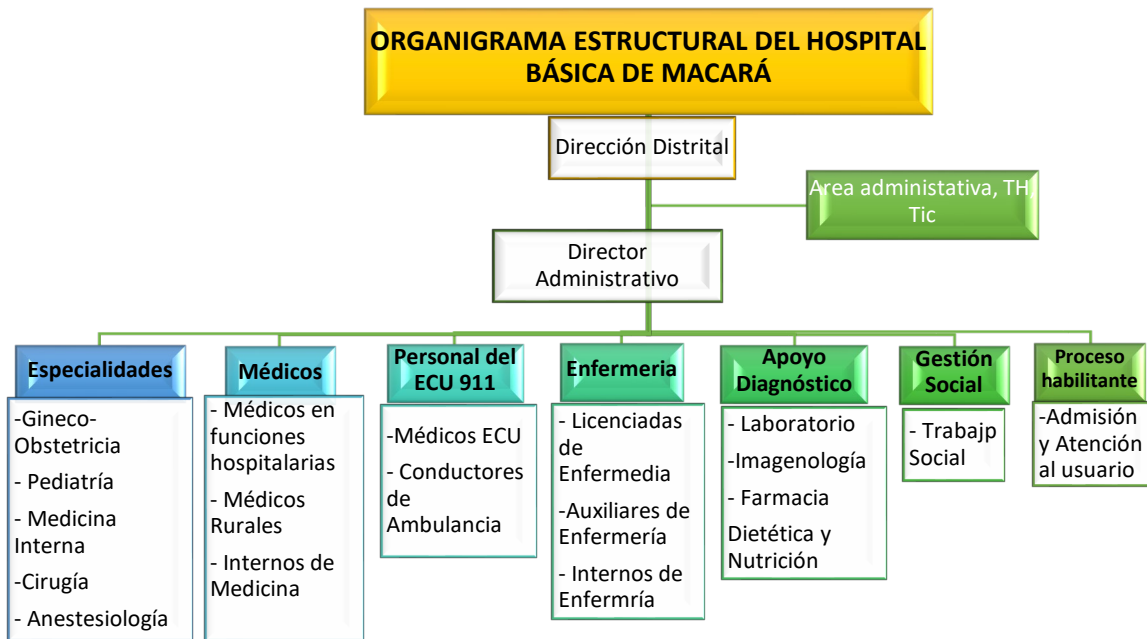 ORGANIGRAMA ESTRUCTURAL DEL HOSPITAL
BÁSICA DE MACARÁ
Dirección Distrital
Area administativa, TH,
Tic
Director
Administrativo
Especialidades
-Gineco-
Obstetricia
- Pediatría
- Medicina
Interna
-Cirugía
- Anestesiología
Médicos
- Médicos en
funciones
hospitalarias
- Médicos
Rurales
- Internos de
Medicina
Personal del
ECU 911
-Médicos ECU
- Conductores
de
Ambulancia
Enfermeria
- Licenciadas
de
Enfermedia
-Auxiliares de
Enfermería
- Internos de
Enfermría
Apoyo
Diagnóstico
- Laboratorio
-Imagenología
- Farmacia
Dietética y
Nutrición
Gestión
Social
- Trabajp
Social
Proceso
habilitante
-Admisión
y Atención
al usuario